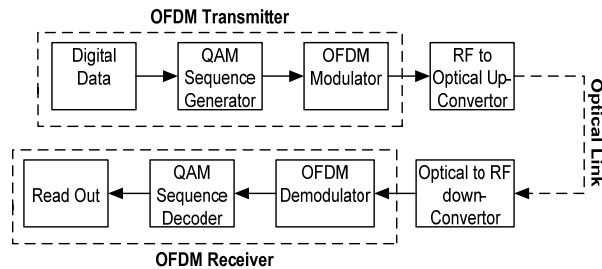 OFDM Transmitter
Digital
Data
QAM
Sequence
Generator
OFDM
Modulator
RF to
Optical Up-
Convertor
Optical Link
Read Out
QAM
Sequence
Decoder
OFDM
Demodulator
Optical to RF
down-
Convertor
OFDM Receiver